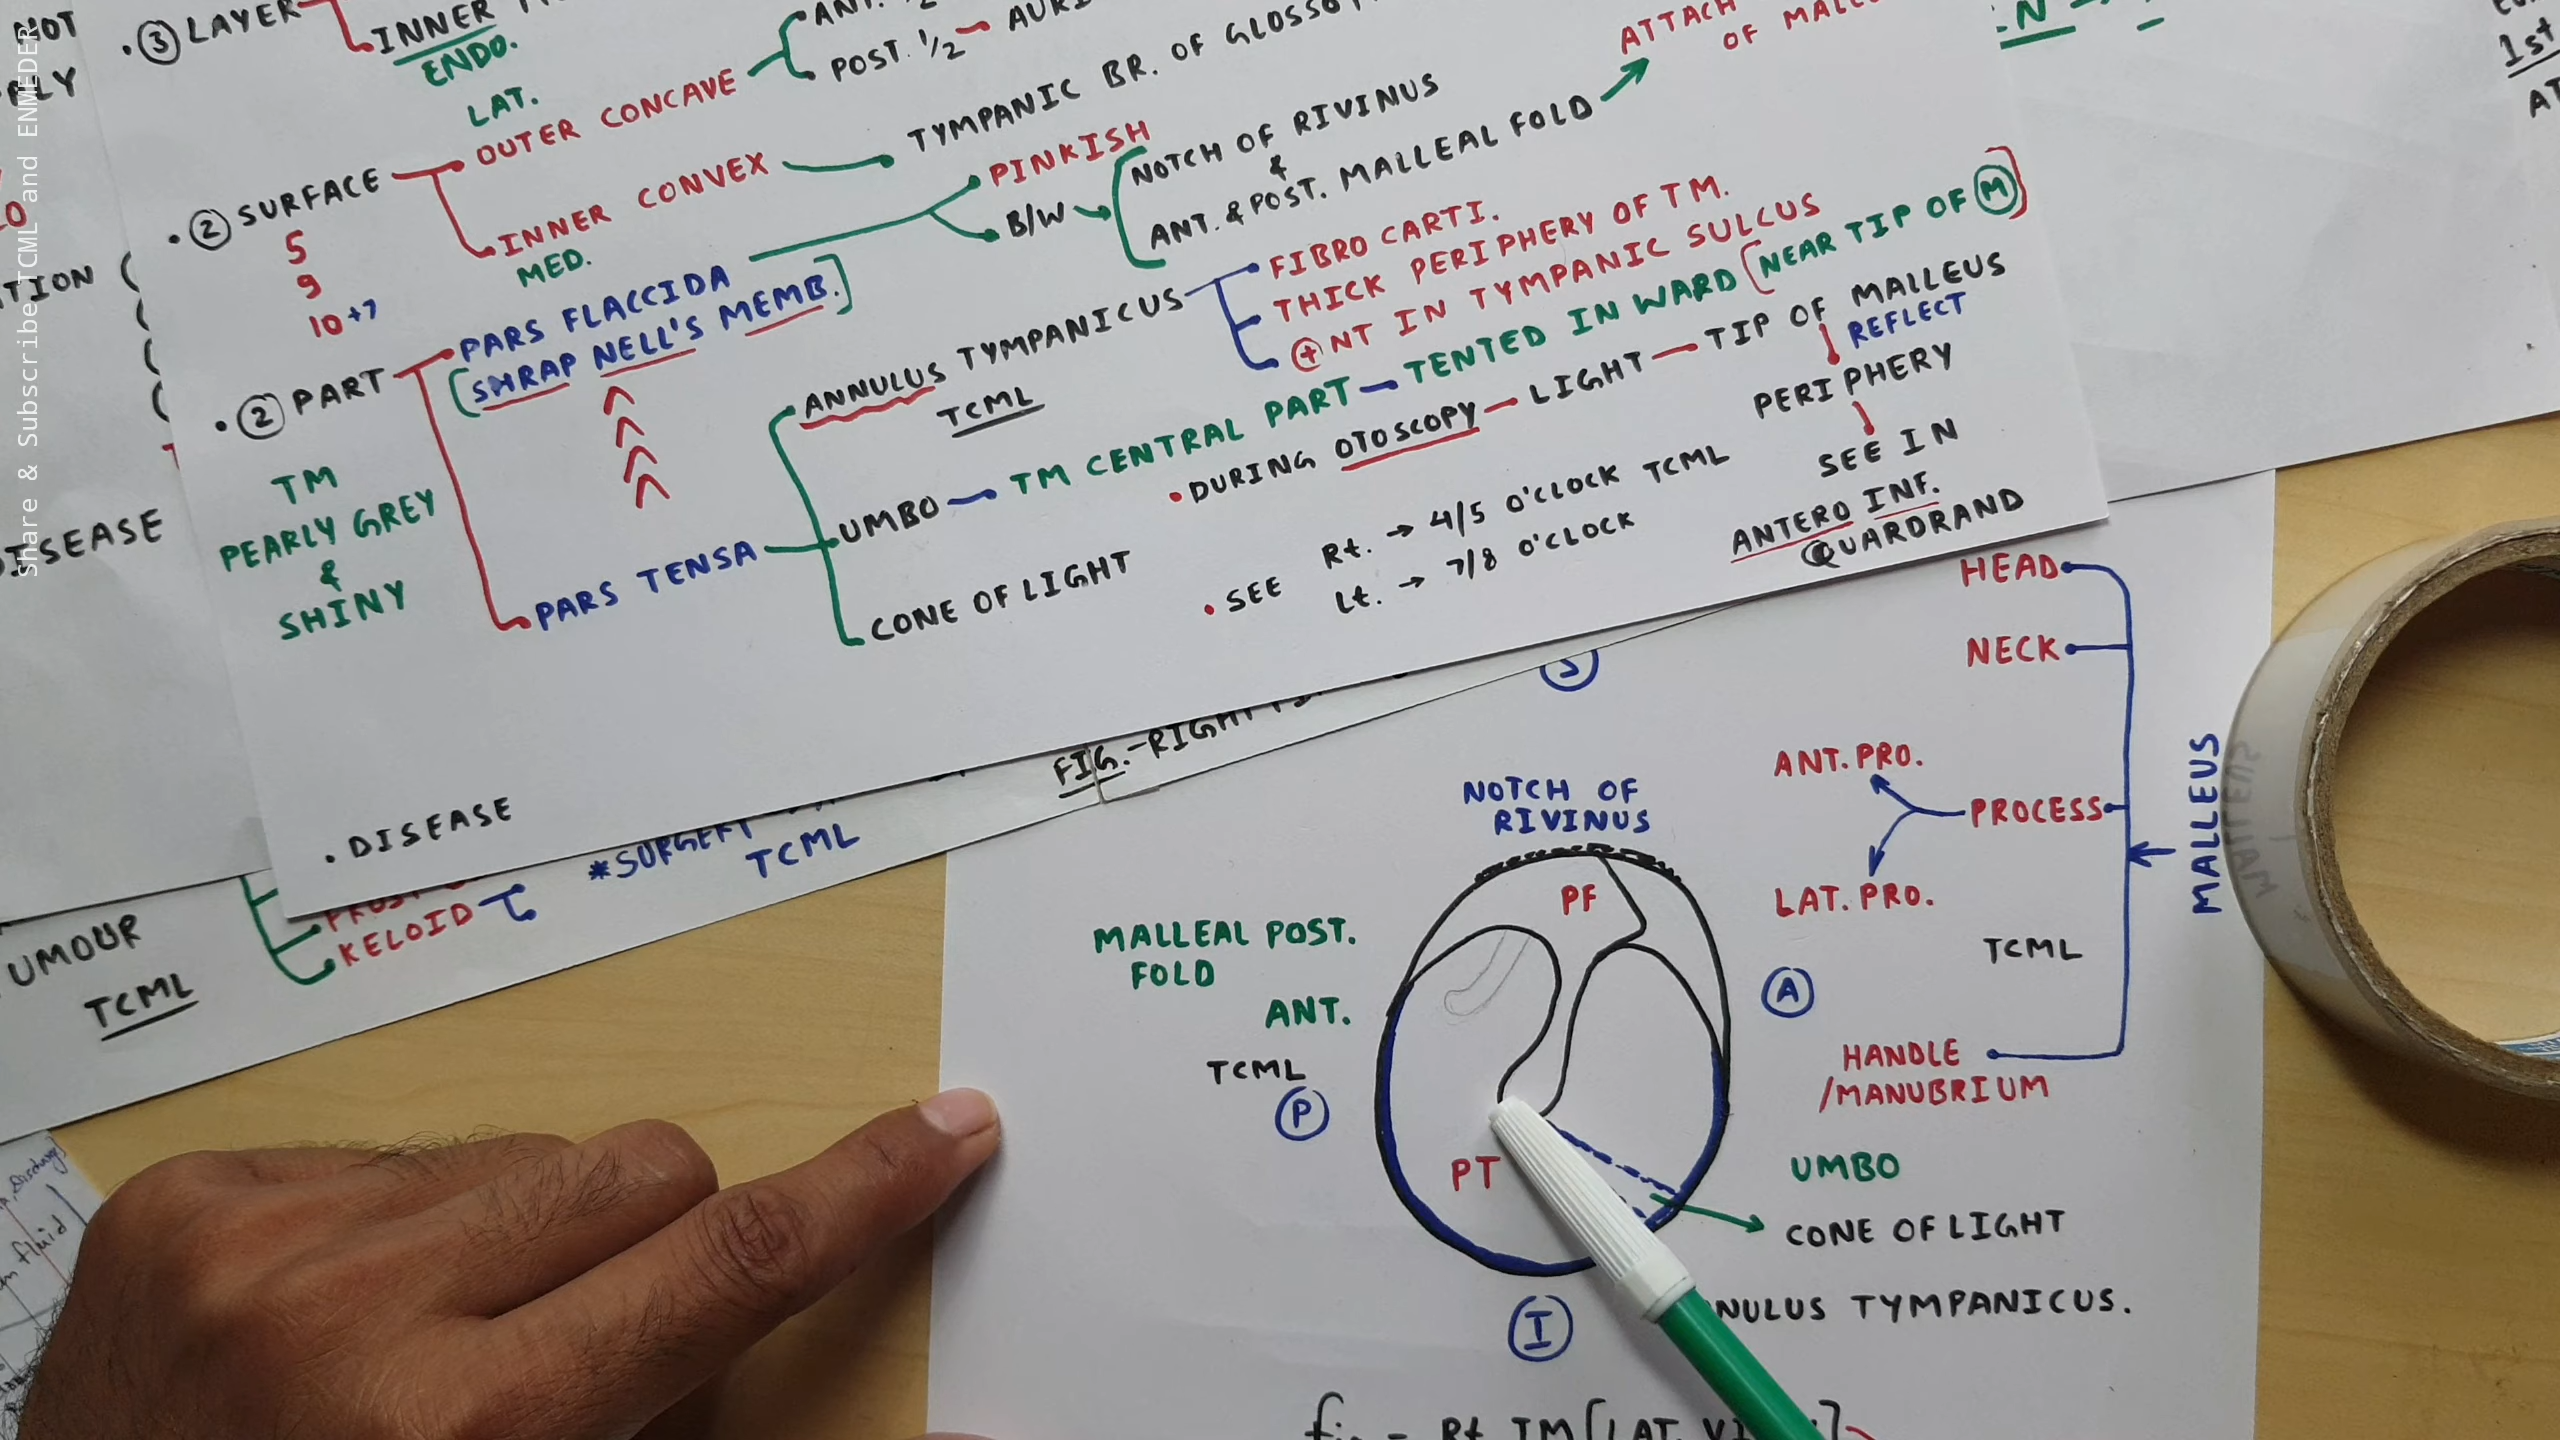 Share & Subscribe TCML and ENMEDER
NOT
• ③ LAYER
INNER
ENDO.
LAT.
OUTER CONCAVE
POST. 1/2 — AUR
TYMPANIC BR. OF GLOSSO
ATTACH
OF MALL
N
1st
AT
• ② SURFACE
5
9
10+7
INNER CONVEX
MED.
PINKISH
B/W
NOTCH OF RIVINUS
&
ANT. & POST. MALLEAL FOLD
• ② PART
PARS FLACCIDA
(SHRAP NELL'S MEMB.)
ANNULUS TYMPANICUS
TCML
FIBRO CARTI.
THICK PERIPHERY OF TM.
⊕NT IN TYMPANIC SULCUS
TM
PEARLY GREY
&
SHINY
PARS TENSA
UMBO — TM CENTRAL PART — TENTED IN WARD [NEAR TIP OF Ⓜ]
• DURING OTOSCOPY — LIGHT — TIP OF MALLEUS
REFLECT
PERIPHERY
SEE IN
ANTERO INF.
QUARDRAND
CONE OF LIGHT
• SEE Rt. → 4/5 O'CLOCK TCML
Lt. → 7/8 O'CLOCK
• DISEASE
DISEASE
FIG.-RIGHT
KELOID
TCML
UMOUR
TCML
Ⓢ
HEAD
NECK
ANT. PRO.
PROCESS
LAT. PRO.
MALLEUS
TCML
HANDLE
/MANUBRIUM
NOTCH OF
RIVINUS
PF
MALLEAL POST.
FOLD
ANT.
TCML
Ⓟ
Ⓐ
PT
UMBO
CONE OF LIGHT
NULUS TYMPANICUS.
Ⓘ
fluid